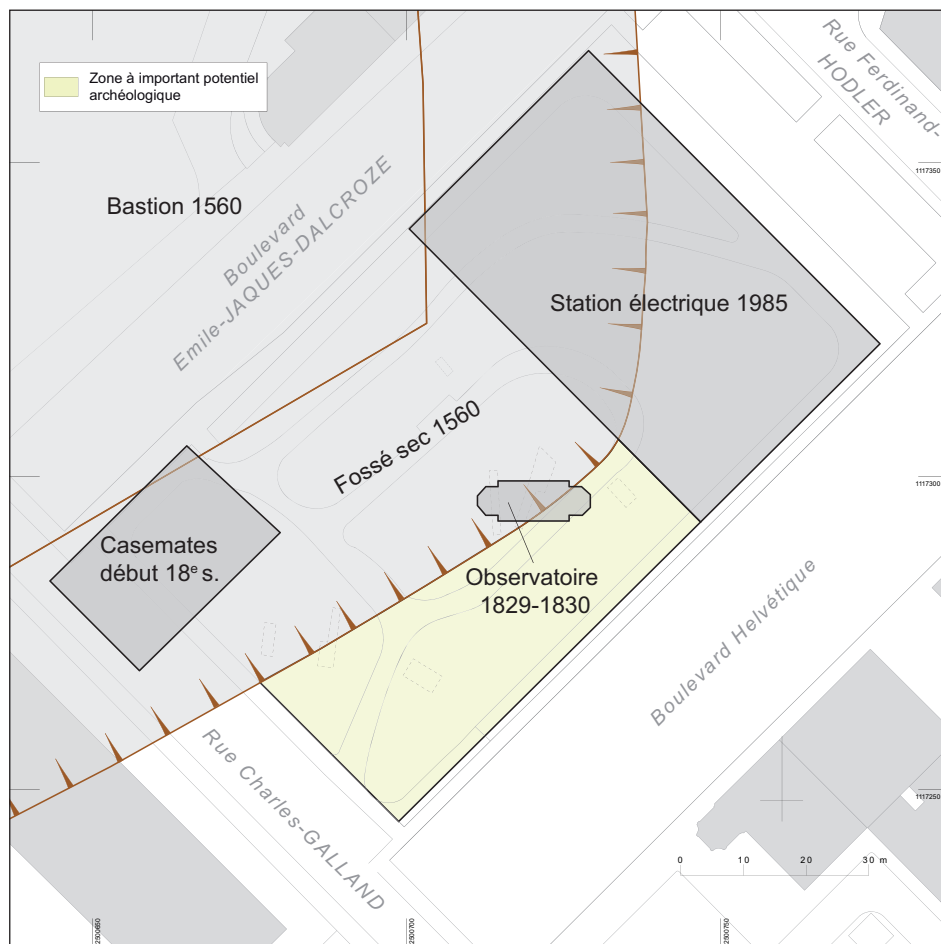 Zone à important potentiel
archéologique
Rue Ferdinand-
HODLER
1117350
Bastion 1560
Boulevard
Emile-JAQUES-DALCROZE
Station électrique 1985
Fossé sec 1560
1117300
Casemates
début 18e s.
Observatoire
1829-1830
Boulevard Helvétique
Rue Charles-GALLAND
1117250
0 10 20 30 m
2500650
2500700
2500750